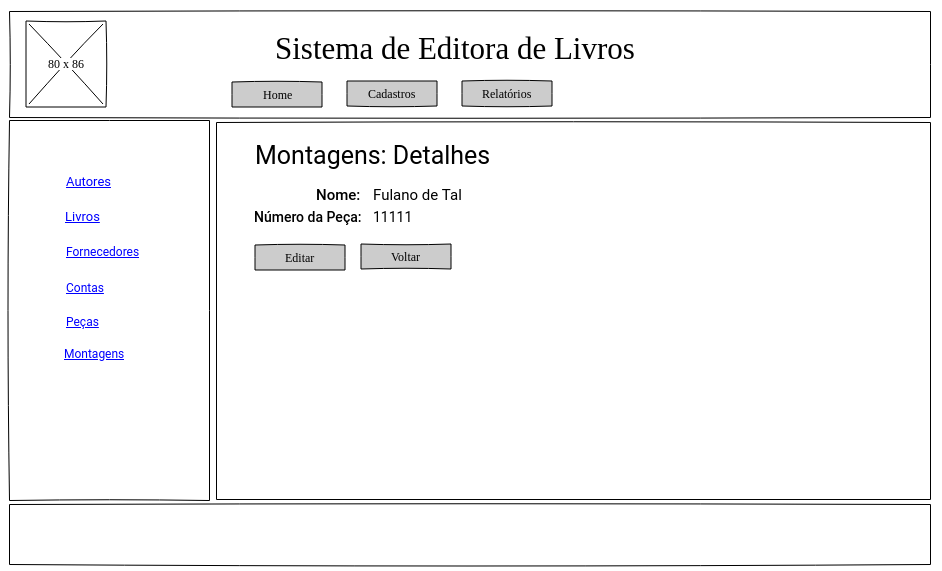 80 x 86
Sistema de Editora de Livros
Home
Cadastros
Relatórios
Autores
Livros
Fornecedores
Contas
Peças
Montagens
Montagens: Detalhes
Nome: Fulano de Tal
Número da Peça: 11111
Editar
Voltar